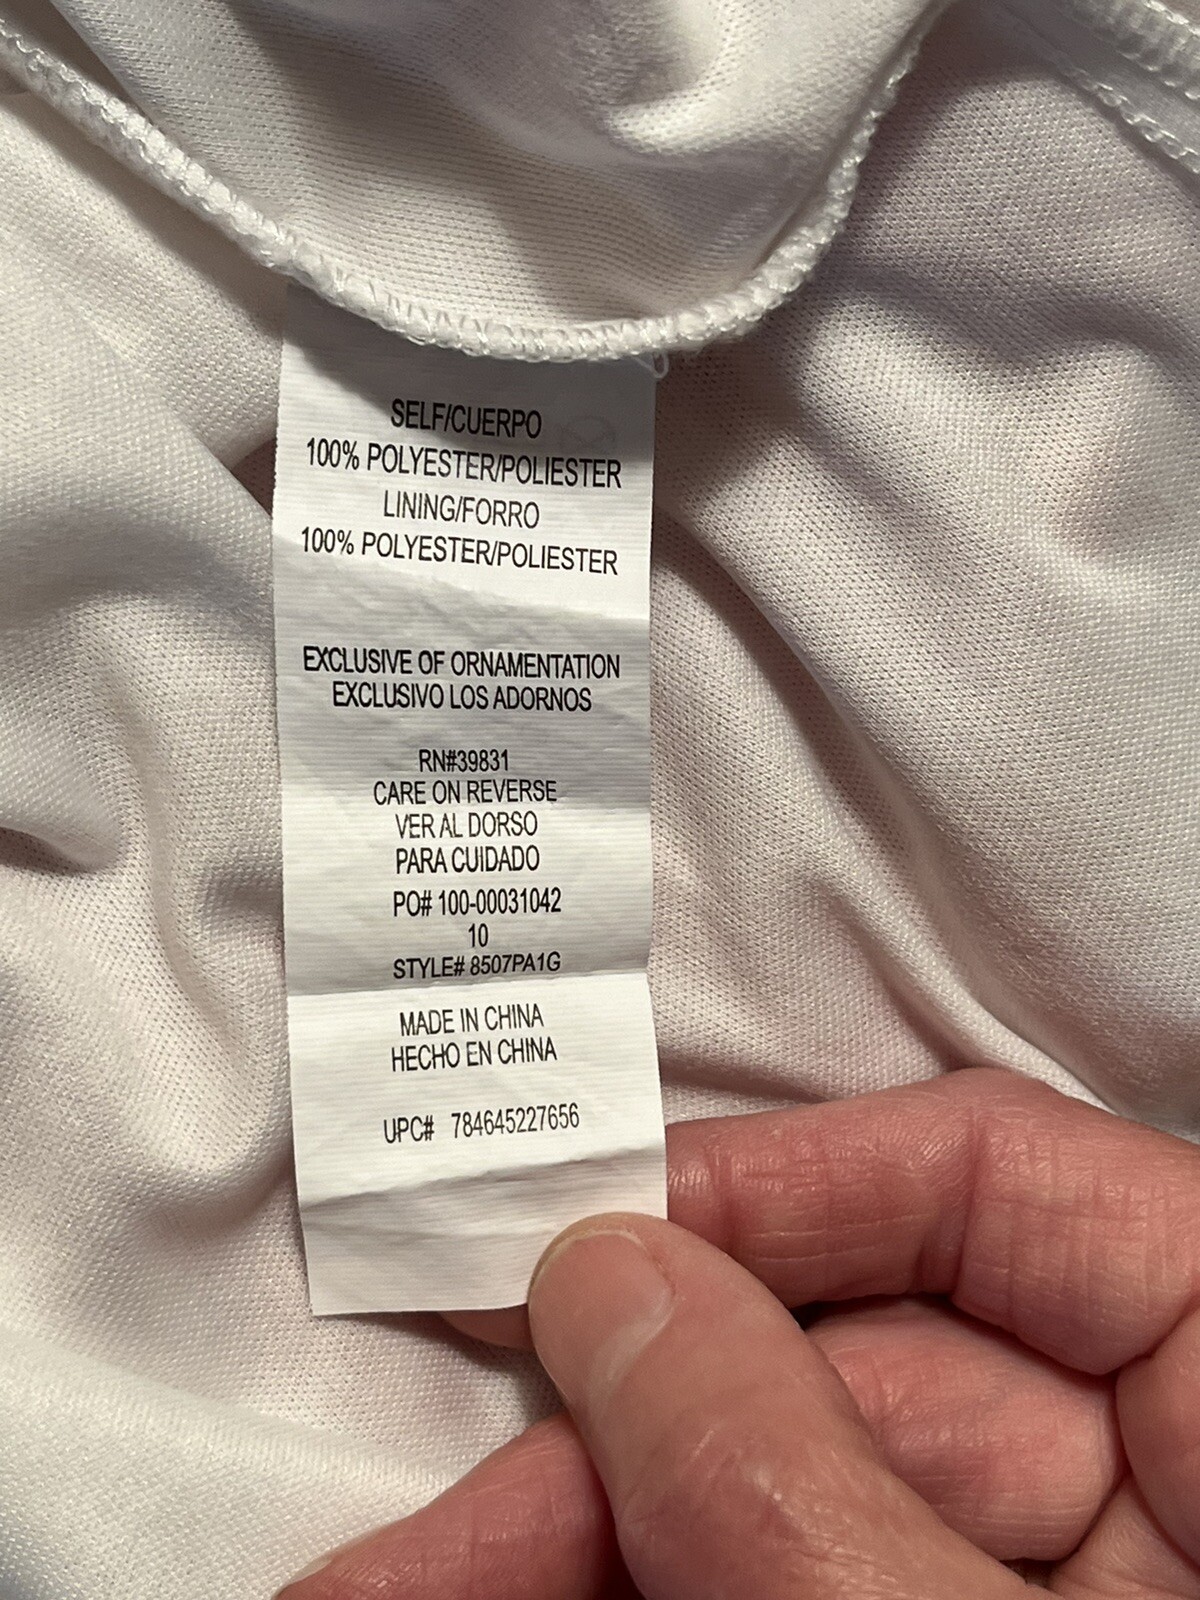 SELF/CUERPO
100% POLYESTER/POLIESTER
LINING/FORRO
100% POLYESTER/POLIESTER
EXCLUSIVE OF ORNAMENTATION
EXCLUSIVO LOS ADORNOS
RN#39831
CARE ON REVERSE
VER AL DORSO
PARA CUIDADO
PO# 100-00031042
10
STYLE# 8507PA1G
MADE IN CHINA
HECHO EN CHINA
UPC# 784645227656